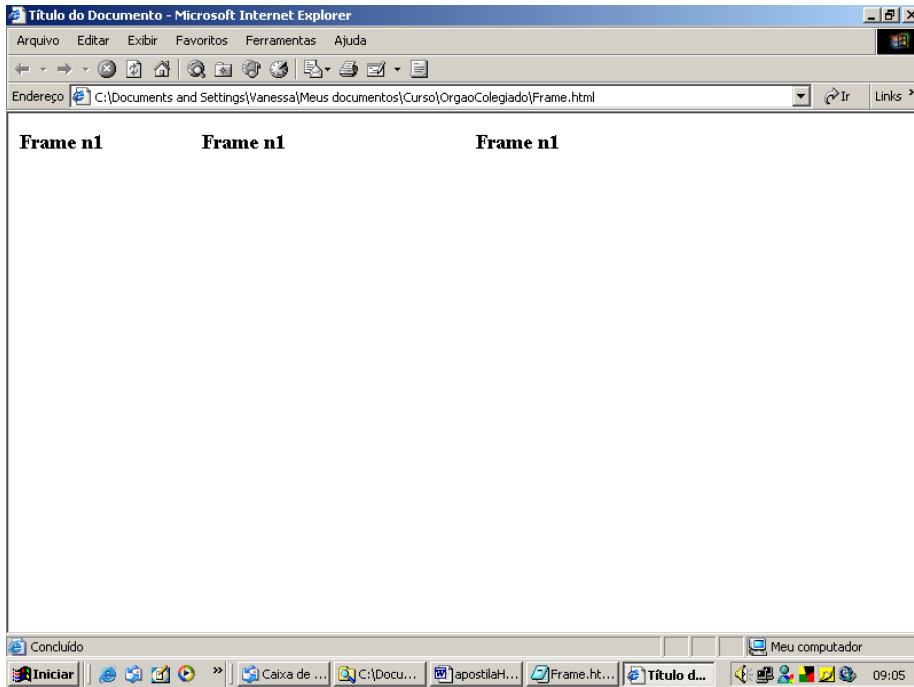 Título do Documento - Microsoft Internet Explorer
Arquivo Editar Exibir Favoritos Ferramentas Ajuda
Endereço C:\Documents and Settings\Vanessa\Meus documentos\Curso\OrgaoColegiado\Frame.html Ir Links »
Frame n1 Frame n1 Frame n1
Concluído Meu computador
Iniciar » Caixa de ... C:\Docu... apostilaH... Frame.ht... Título d... 09:05